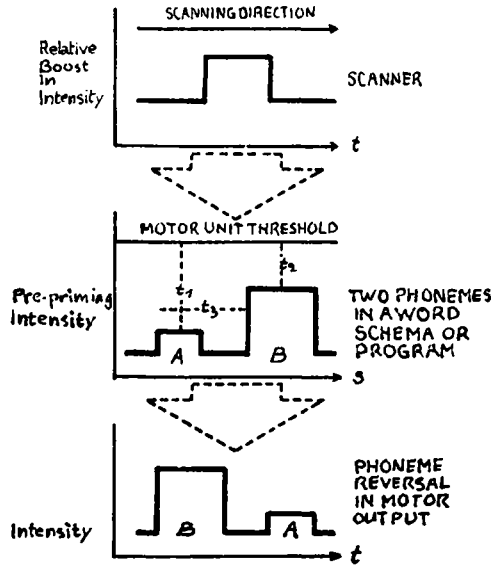 SCANNING DIRECTION
Relative
Boost
In
Intensity
SCANNER
t
MOTOR UNIT THRESHOLD
t2
t1
t3
Pre-priming
Intensity
TWO PHONEMES
IN A WORD
SCHEMA OR
PROGRAM
A
B
s
PHONEME
REVERSAL
IN MOTOR
OUTPUT
Intensity
B
A
t